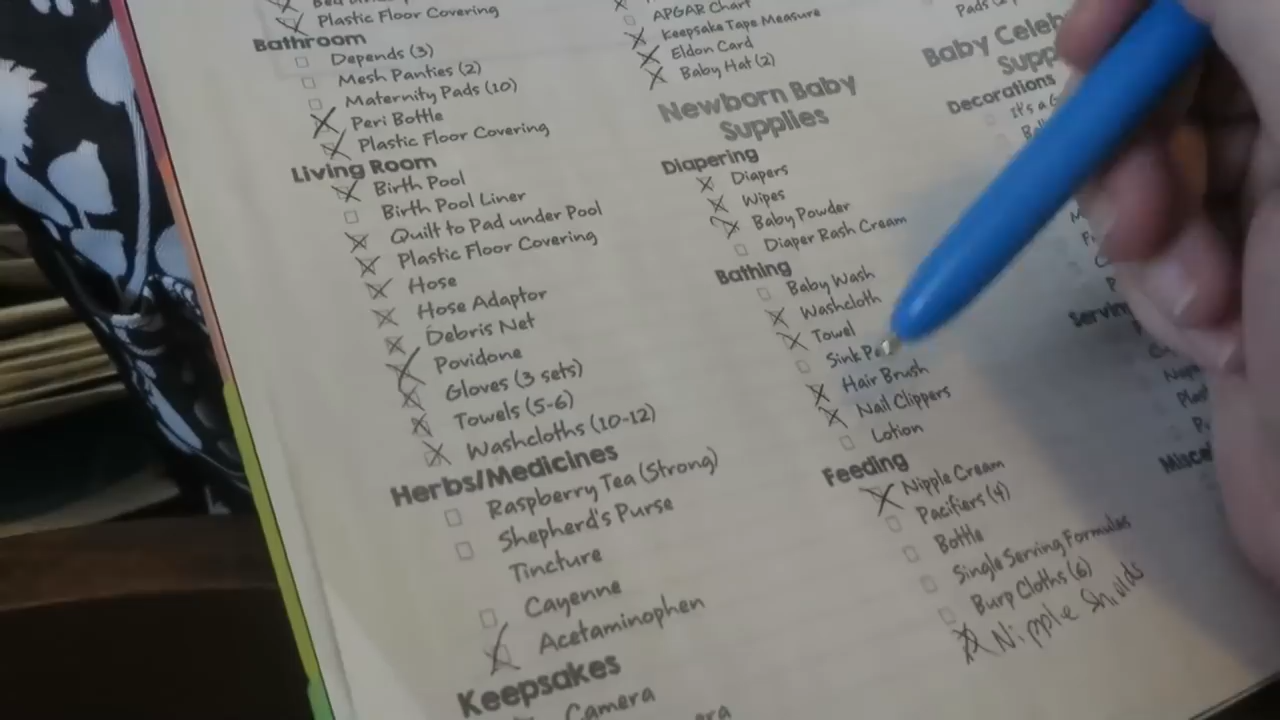 Plastic Floor Covering
Bathroom
Depends (3)
Mesh Panties (2)
Maternity Pads (10)
Peri Bottle
Plastic Floor Covering
Living Room
Birth Pool
Birth Pool Liner
Quilt to Pad under Pool
Plastic Floor Covering
Hose
Hose Adaptor
Debris Net
Povidone
Gloves (3 sets)
Towels (5-6)
Washcloths (10-12)
Herbs/Medicines
Raspberry Tea (Strong)
Shepherd's Purse
Tincture
Cayenne
Acetaminophen
Keepsakes
Camera
APGAR Chart
Keepsake Tape Measure
Eldon Card
Baby Hat (2)
Newborn Baby
Supplies
Diapering
Diapers
Wipes
Baby Powder
Diaper Rash Cream
Bathing
Baby Wash
Washcloth
Towel
Sink
Hair Brush
Nail Clippers
Lotion
Feeding
Nipple Cream
Pacifiers (4)
Bottle
Single Serving Formulas
Burp Cloths (6)
Nipple Shields
Pads
Baby
Decorations
It's a